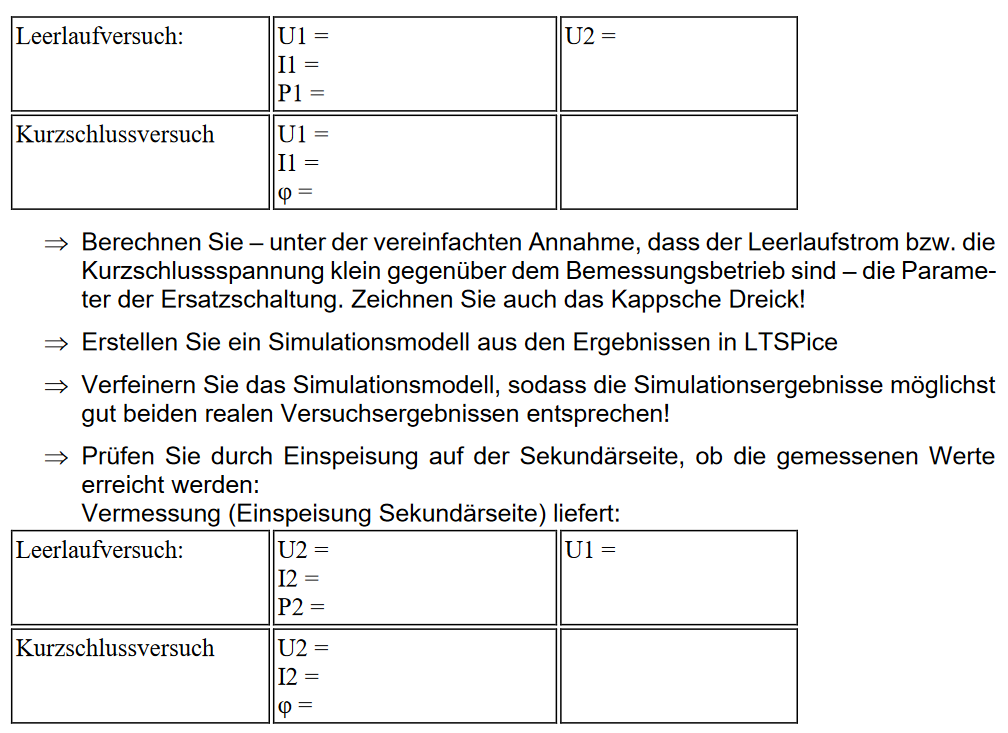 Leerlaufversuch: U1 = U2 =
I1 =
P1 =
Kurzschlussversuch U1 =
I1 =
φ =
⇒ Berechnen Sie – unter der vereinfachten Annahme, dass der Leerlaufstrom bzw. die
Kurzschlussspannung klein gegenüber dem Bemessungsbetrieb sind – die Parame-
ter der Ersatzschaltung. Zeichnen Sie auch das Kappsche Dreick!
⇒ Erstellen Sie ein Simulationsmodell aus den Ergebnissen in LTSPice
⇒ Verfeinern Sie das Simulationsmodell, sodass die Simulationsergebnisse möglichst
gut beiden realen Versuchsergebnissen entsprechen!
⇒ Prüfen Sie durch Einspeisung auf der Sekundärseite, ob die gemessenen Werte
erreicht werden:
Vermessung (Einspeisung Sekundärseite) liefert:
Leerlaufversuch: U2 = U1 =
I2 =
P2 =
Kurzschlussversuch U2 =
I2 =
φ =